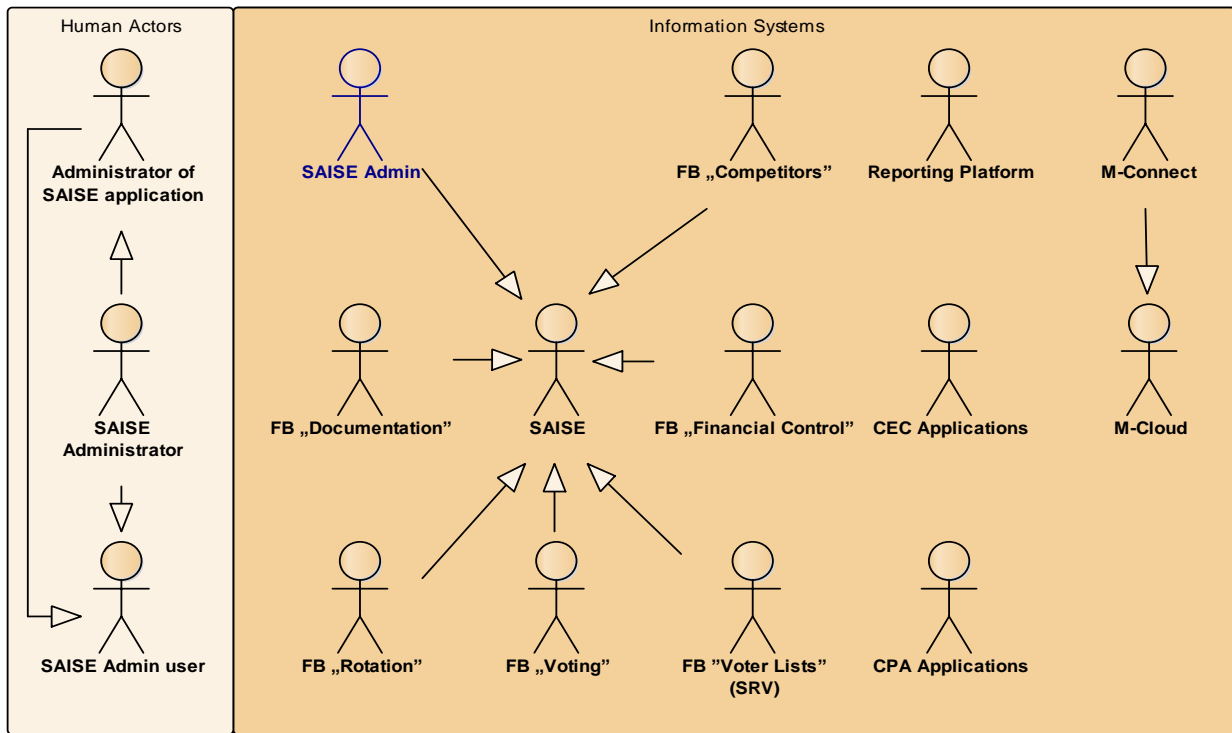 Human Actors
Administrator of
SAISE application
SAISE
Administrator
SAISE Admin user
Information Systems
SAISE Admin
FB „Competitors”
Reporting Platform
M-Connect
FB „Documentation”
SAISE
FB „Financial Control”
CEC Applications
M-Cloud
FB „Rotation”
FB „Voting”
FB ”Voter Lists”
(SRV)
CPA Applications